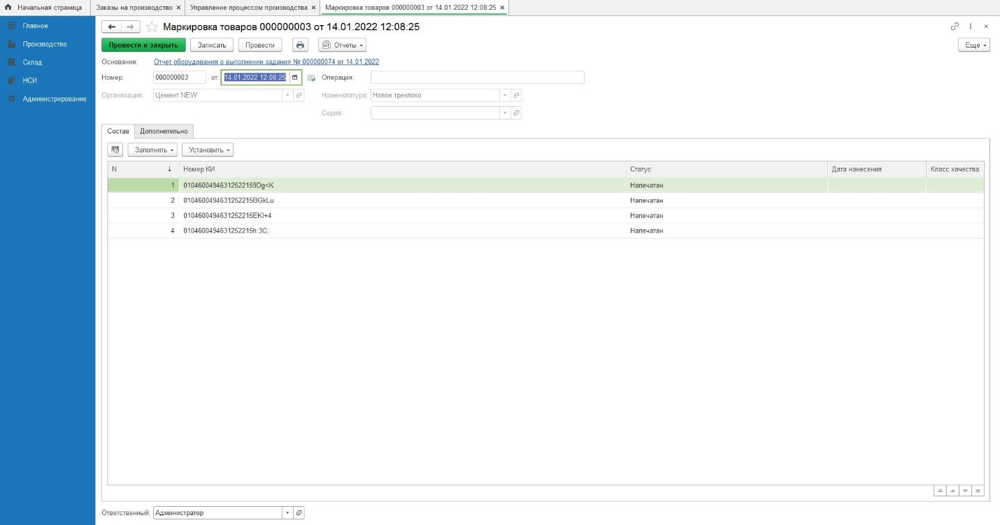 Начальная страница Заказы на производство × Управление процессом производства × Маркировка товаров 000000003 от 14.01.2022 12:08:25 ×
Главное
Производство
Склад
НСИ
Администрирование
Маркировка товаров 000000003 от 14.01.2022 12:08:25
Провести и закрыть Записать Провести Отчеты Еще
Основание: Отчет оборудования о выполнении задания № 000000074 от 14.01.2022
Номер: 000000003 от: 14.01.2022 12:08:25 Операция:
Организация: Цемент NEW Номенклатура: Новое треклоко
Серия:
Состав Дополнительно
Заполнить Установить
N ↓ Номер КИ Статус Дата нанесения Класс качества
1 01046004946312522159Dg<K Напечатан
2 0104600494631252215BGkLu Напечатан
3 0104600494631252215EKI+4 Напечатан
4 0104600494631252215h:3C; Напечатан
Ответственный: Администратор